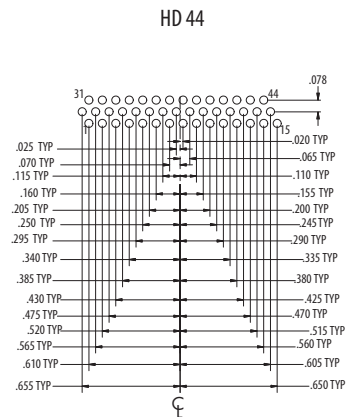 HD 44
31 44 .078
1 15
.020 TYP
.025 TYP
.065 TYP
.070 TYP
.115 TYP .110 TYP
.160 TYP .155 TYP
.205 TYP .200 TYP
.250 TYP .245 TYP
.295 TYP .290 TYP
.340 TYP .335 TYP
.385 TYP .380 TYP
.430 TYP .425 TYP
.475 TYP .470 TYP
.520 TYP .515 TYP
.565 TYP .560 TYP
.610 TYP .605 TYP
.655 TYP .650 TYP
℄